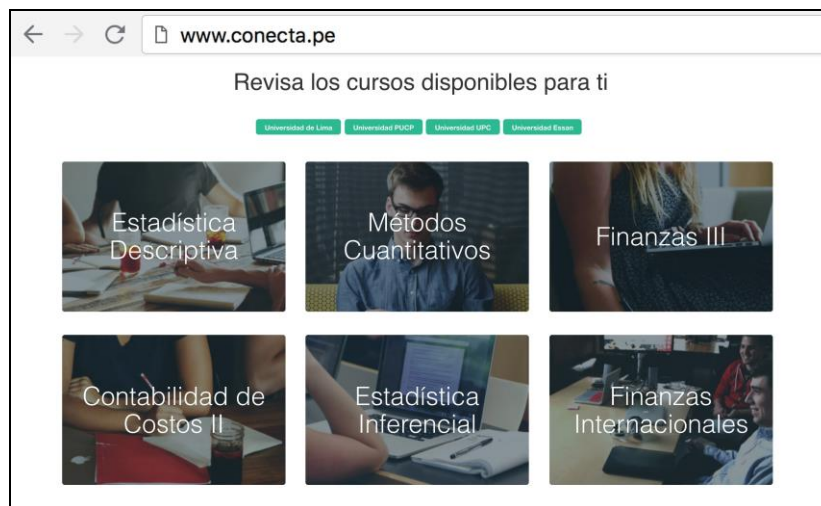 www.conecta.pe
Revisa los cursos disponibles para ti
Universidad de Lima Universidad PUCP Universidad UPC Universidad Essan
Estadística
Descriptiva
Métodos
Cuantitativos
Finanzas III
Contabilidad de
Costos II
Estadística
Inferencial
Finanzas
Internacionales